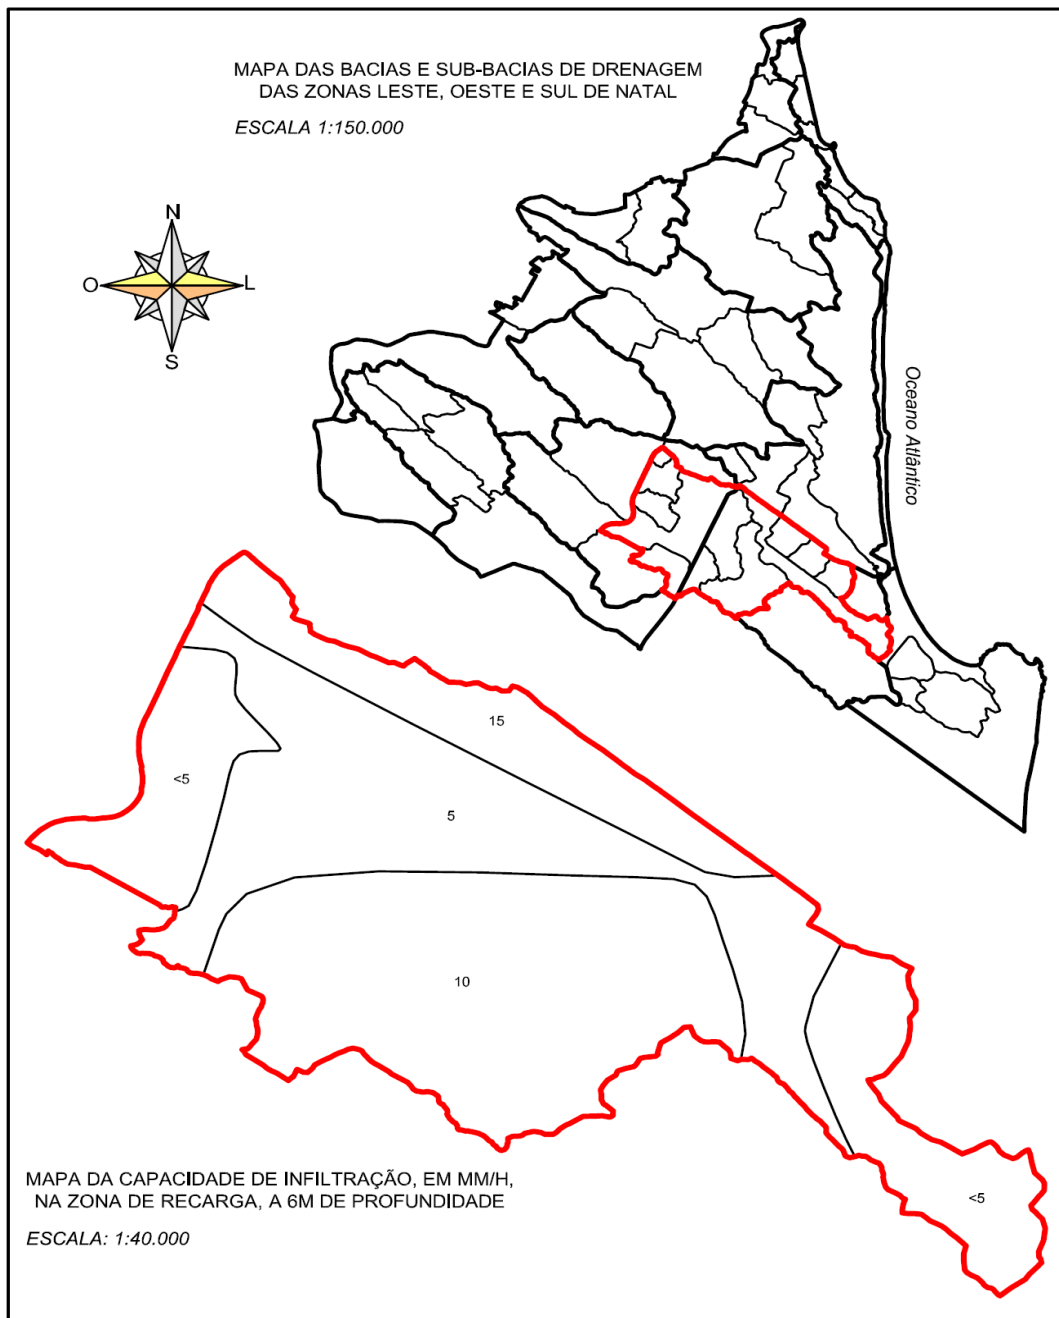 MAPA DAS BACIAS E SUB-BACIAS DE DRENAGEM
DAS ZONAS LESTE, OESTE E SUL DE NATAL
ESCALA 1:150.000
N
O
L
S
Oceano Atlântico
15
<5
5
10
<5
MAPA DA CAPACIDADE DE INFILTRAÇÃO, EM MM/H,
NA ZONA DE RECARGA, A 6M DE PROFUNDIDADE
ESCALA: 1:40.000